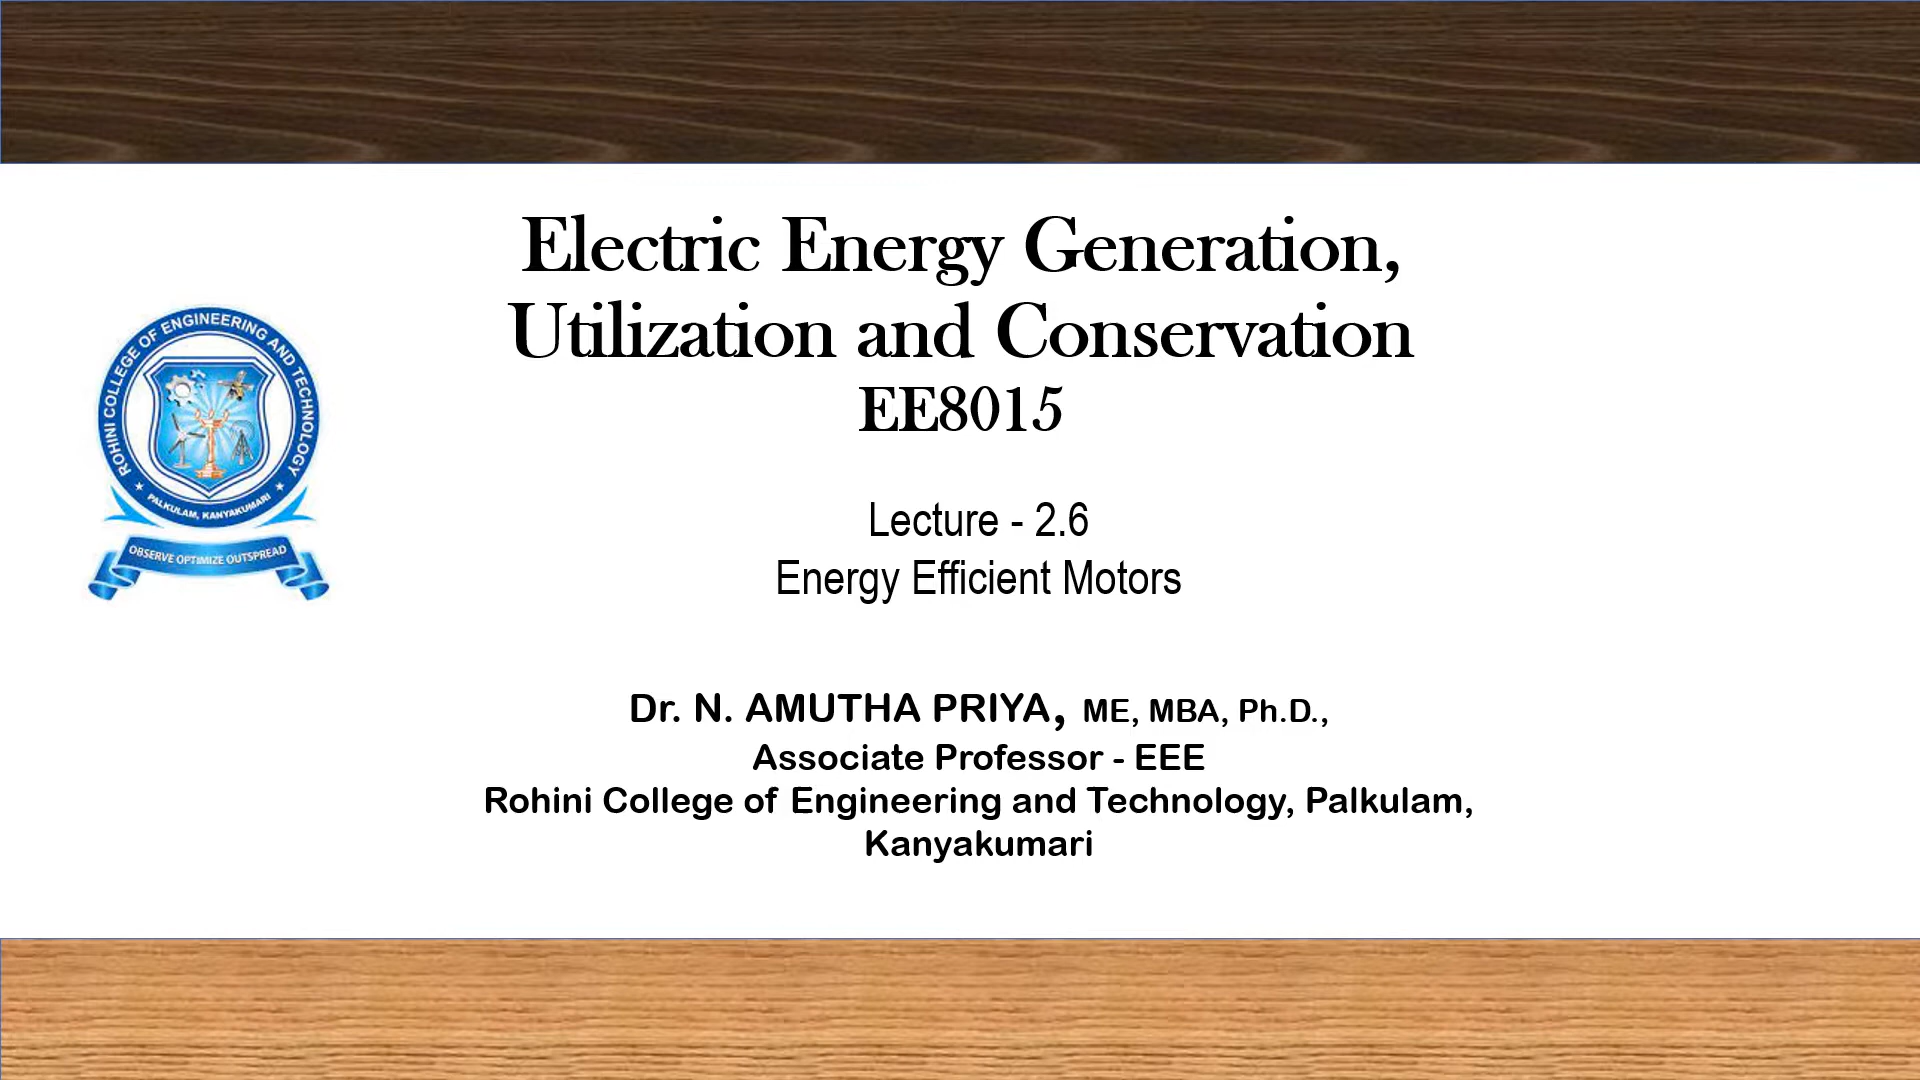 Electric Energy Generation,
Utilization and Conservation
EE8015
ROHINI COLLEGE OF ENGINEERING AND TECHNOLOGY
★ PALKULAM, KANYAKUMARI ★
OBSERVE OPTIMIZE OUTSPREAD
Lecture - 2.6
Energy Efficient Motors
Dr. N. AMUTHA PRIYA, ME, MBA, Ph.D.,
Associate Professor - EEE
Rohini College of Engineering and Technology, Palkulam,
Kanyakumari